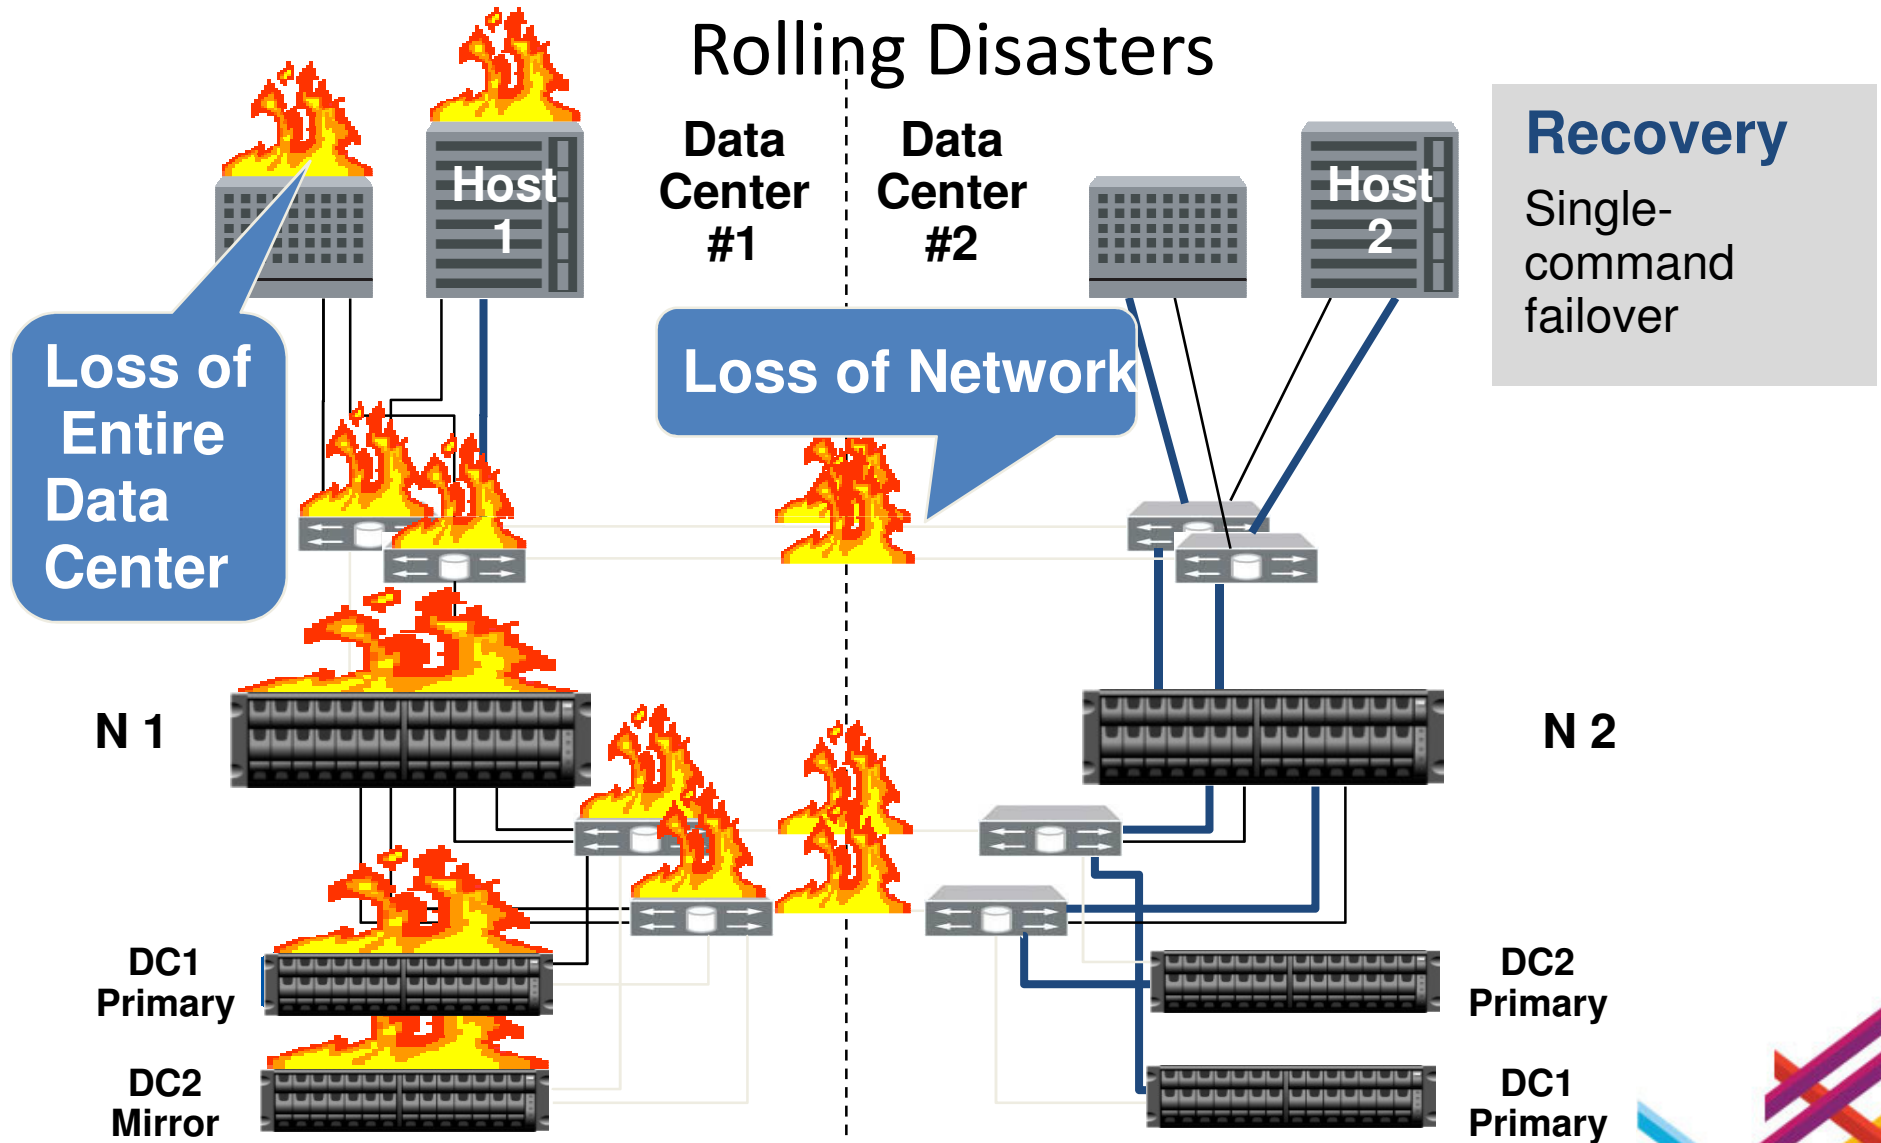 Rolling Disasters
Data
Center
#1
Data
Center
#2
Host
1
Host
2
Recovery
Single-
command
failover
Loss of
Entire
Data
Center
Loss of Network
N 1
N 2
DC1
Primary
DC2
Primary
DC2
Mirror
DC1
Primary